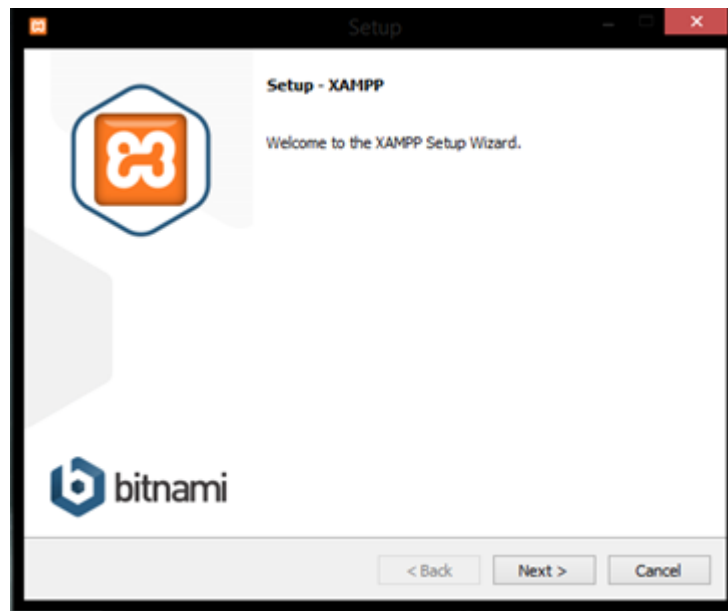 Setup
Setup - XAMPP
Welcome to the XAMPP Setup Wizard.
bitnami
< Back
Next >
Cancel